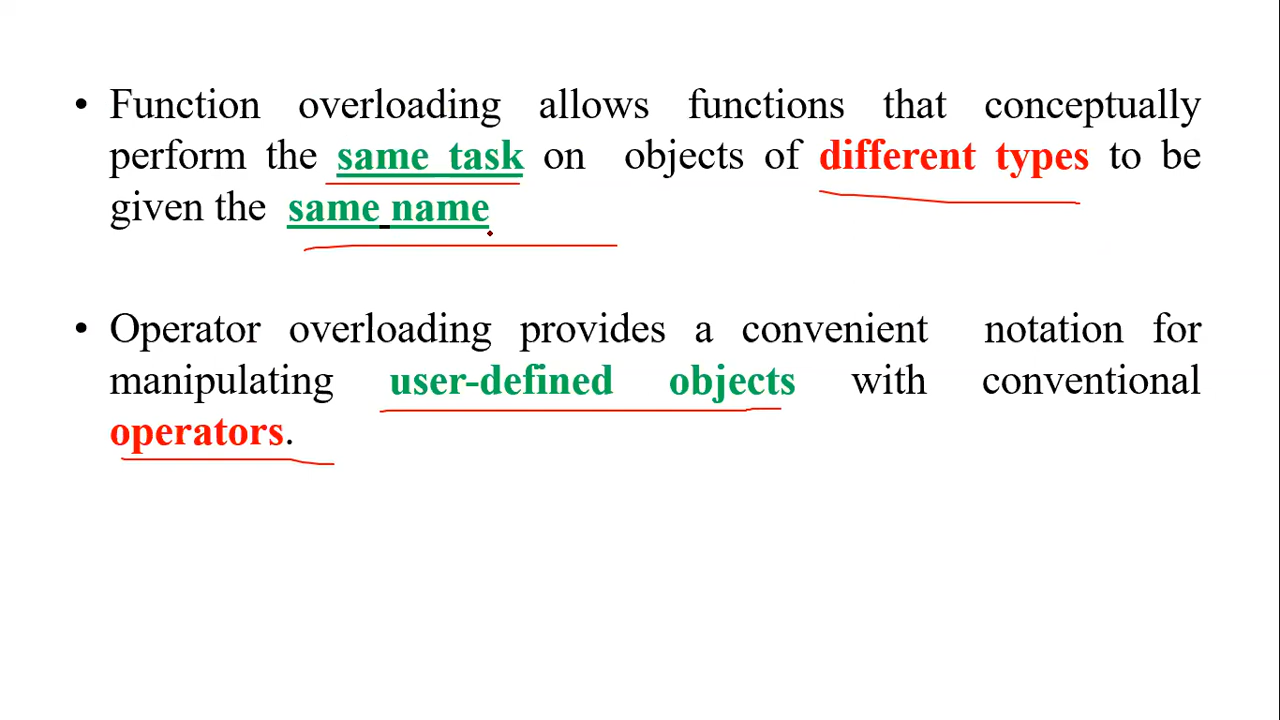 • Function overloading allows functions that conceptually
perform the same task on objects of different types to be
given the same name
• Operator overloading provides a convenient notation for
manipulating user-defined objects with conventional
operators.